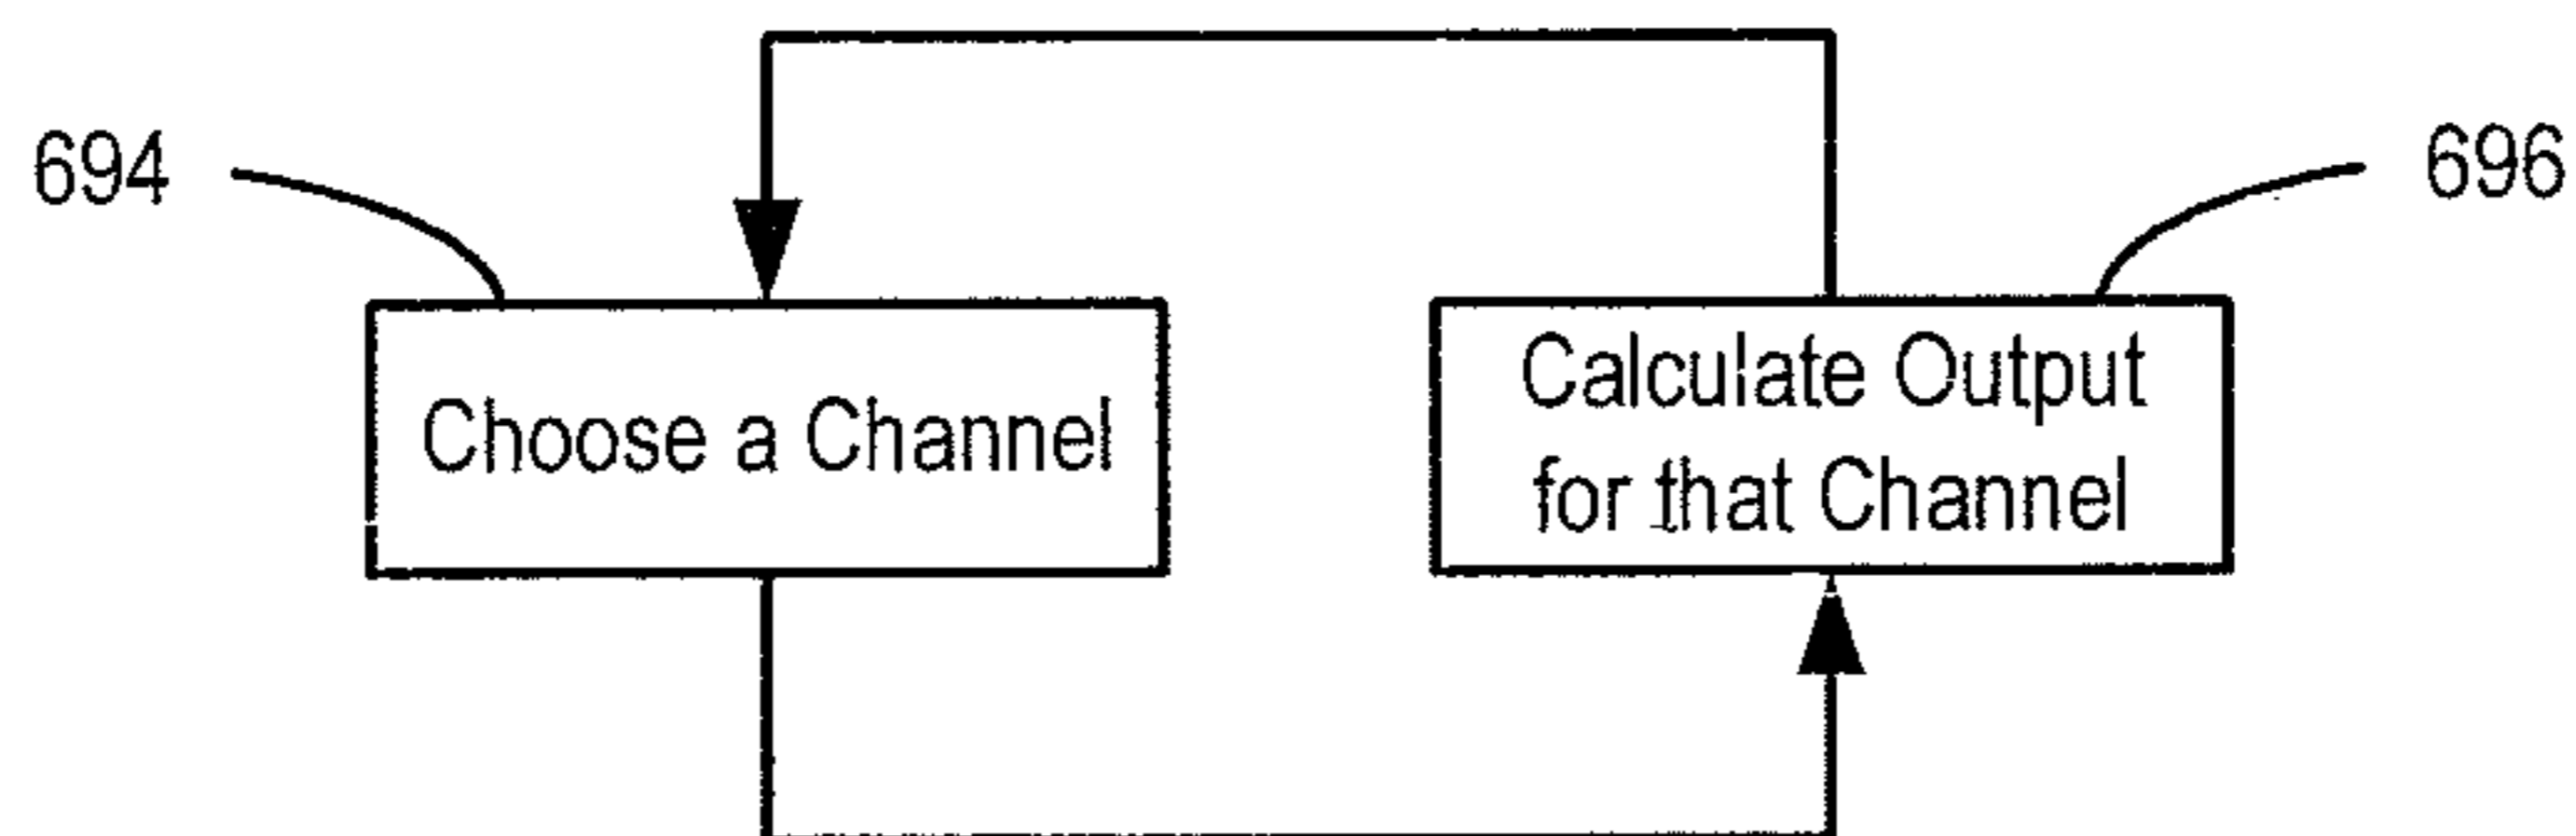 694
696
Choose a Channel
Calculate Output
for that Channel